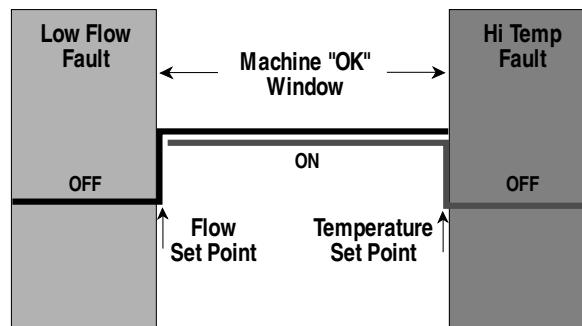 Low Flow
Fault
Machine "OK"
Window
Hi Temp
Fault
OFF
ON
OFF
Flow
Set Point
Temperature
Set Point